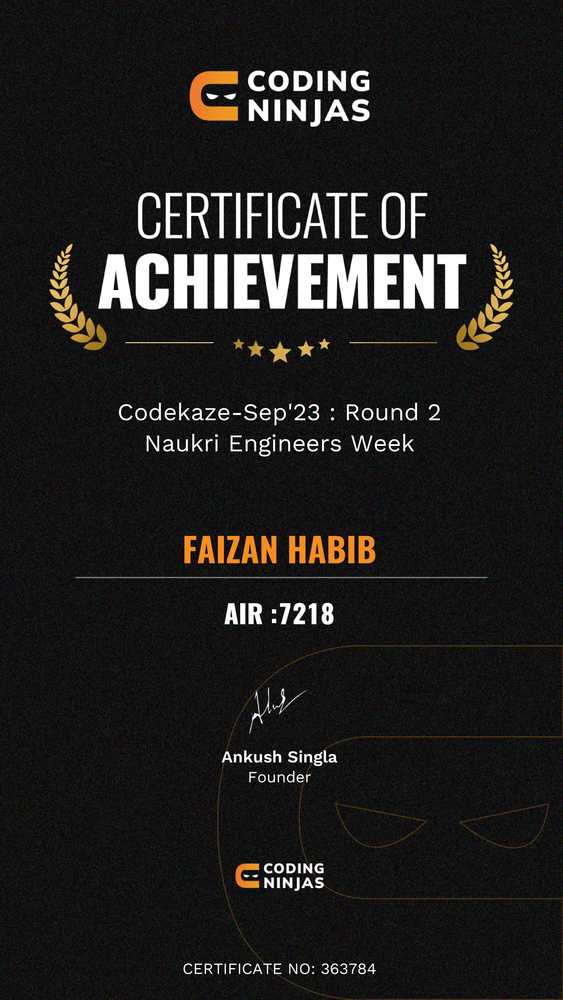 CODING
NINJAS
CERTIFICATE OF
ACHIEVEMENT
Codekaze-Sep'23 : Round 2
Naukri Engineers Week
FAIZAN HABIB
AIR :7218
Ankush Singla
Founder
CODING
NINJAS
CERTIFICATE NO: 363784